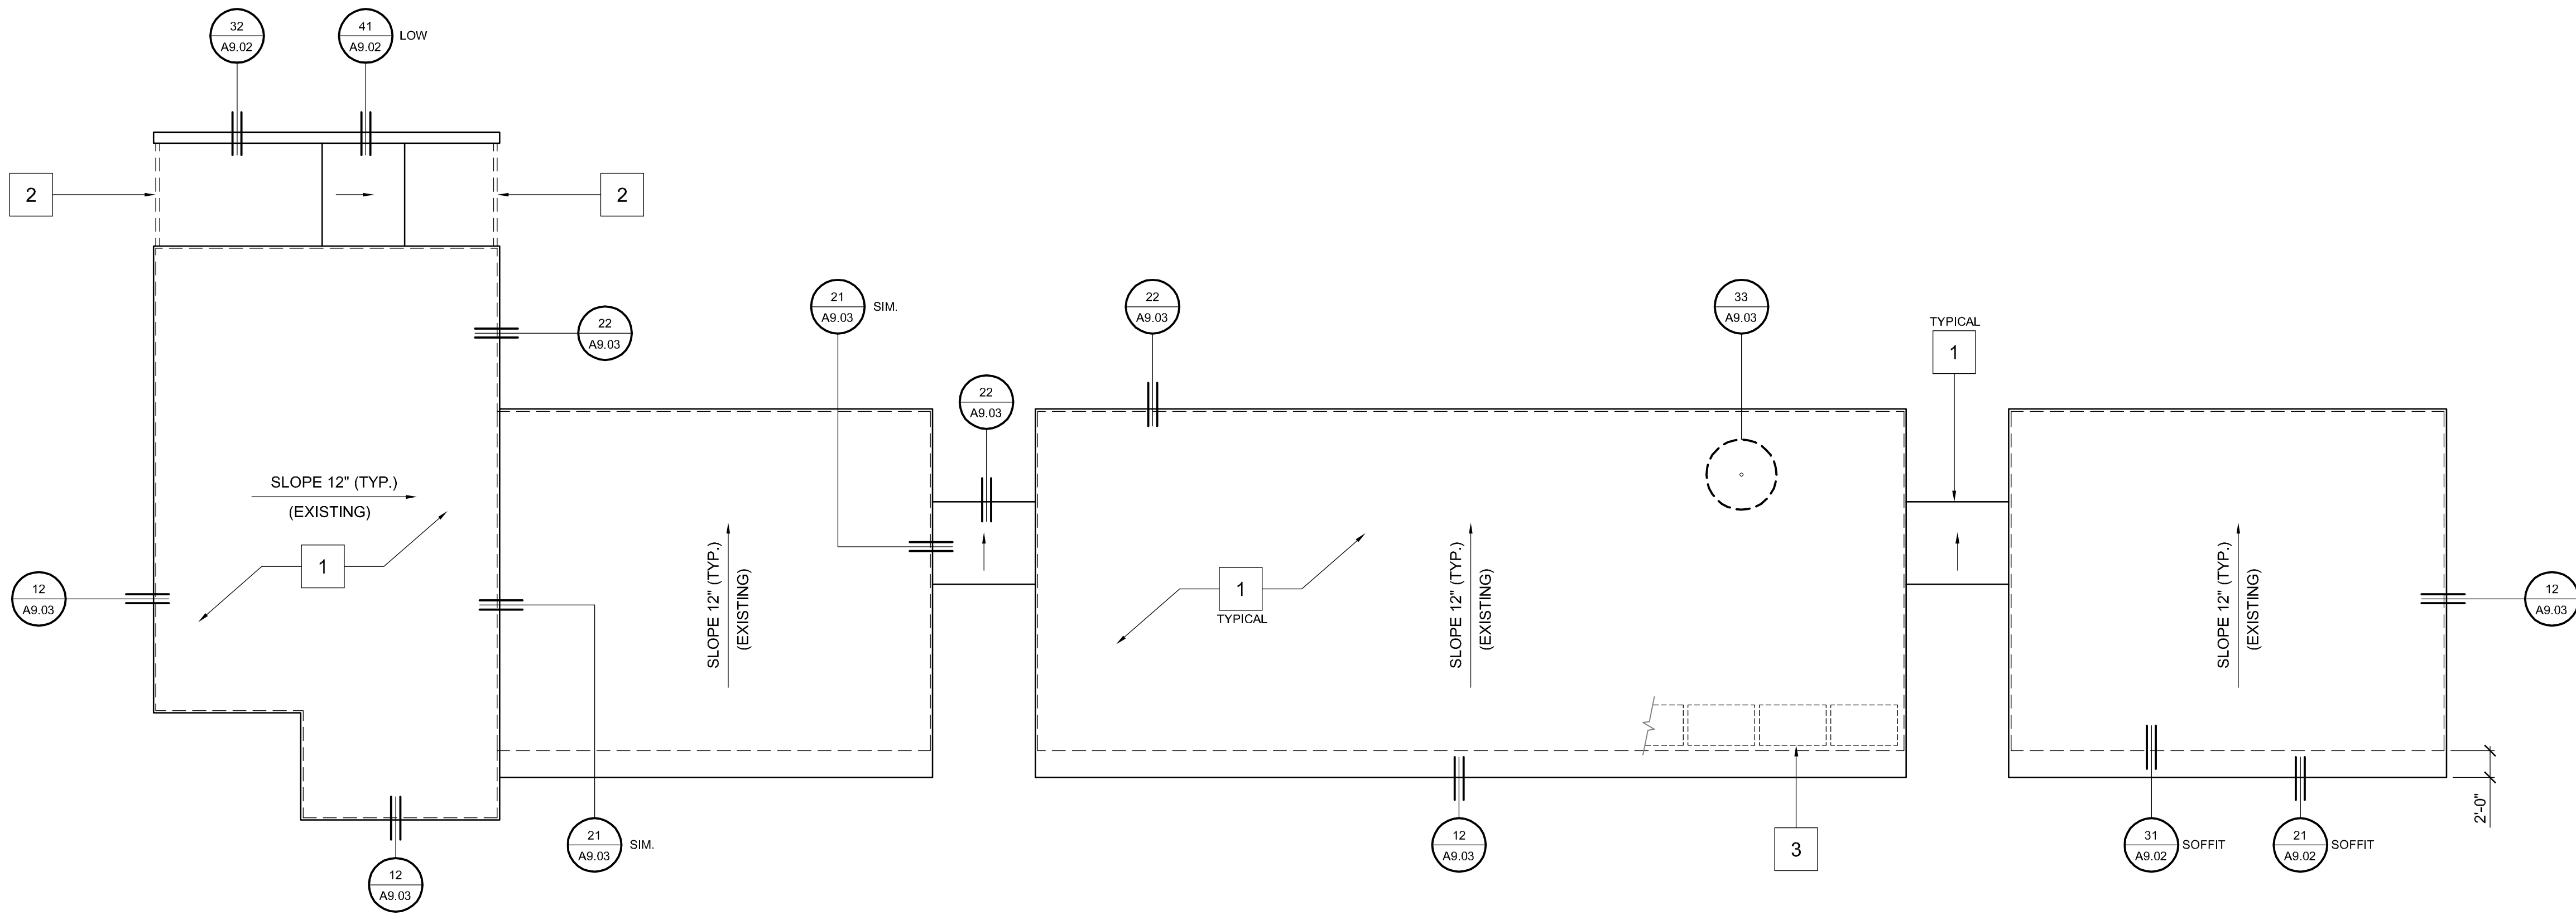 32
A9.02
41
A9.02
LOW
2
2
21
A9.03
SIM.
22
A9.03
33
A9.03
22
A9.03
TYPICAL
1
22
A9.03
SLOPE 12" (TYP.)
(EXISTING)
1
12
A9.03
SLOPE 12" (TYP.)
(EXISTING)
1
TYPICAL
SLOPE 12" (TYP.)
(EXISTING)
SLOPE 12" (TYP.)
(EXISTING)
12
A9.03
2'-0"
21
A9.03
SIM.
12
A9.03
12
A9.03
3
31
A9.02
SOFFIT
21
A9.02
SOFFIT